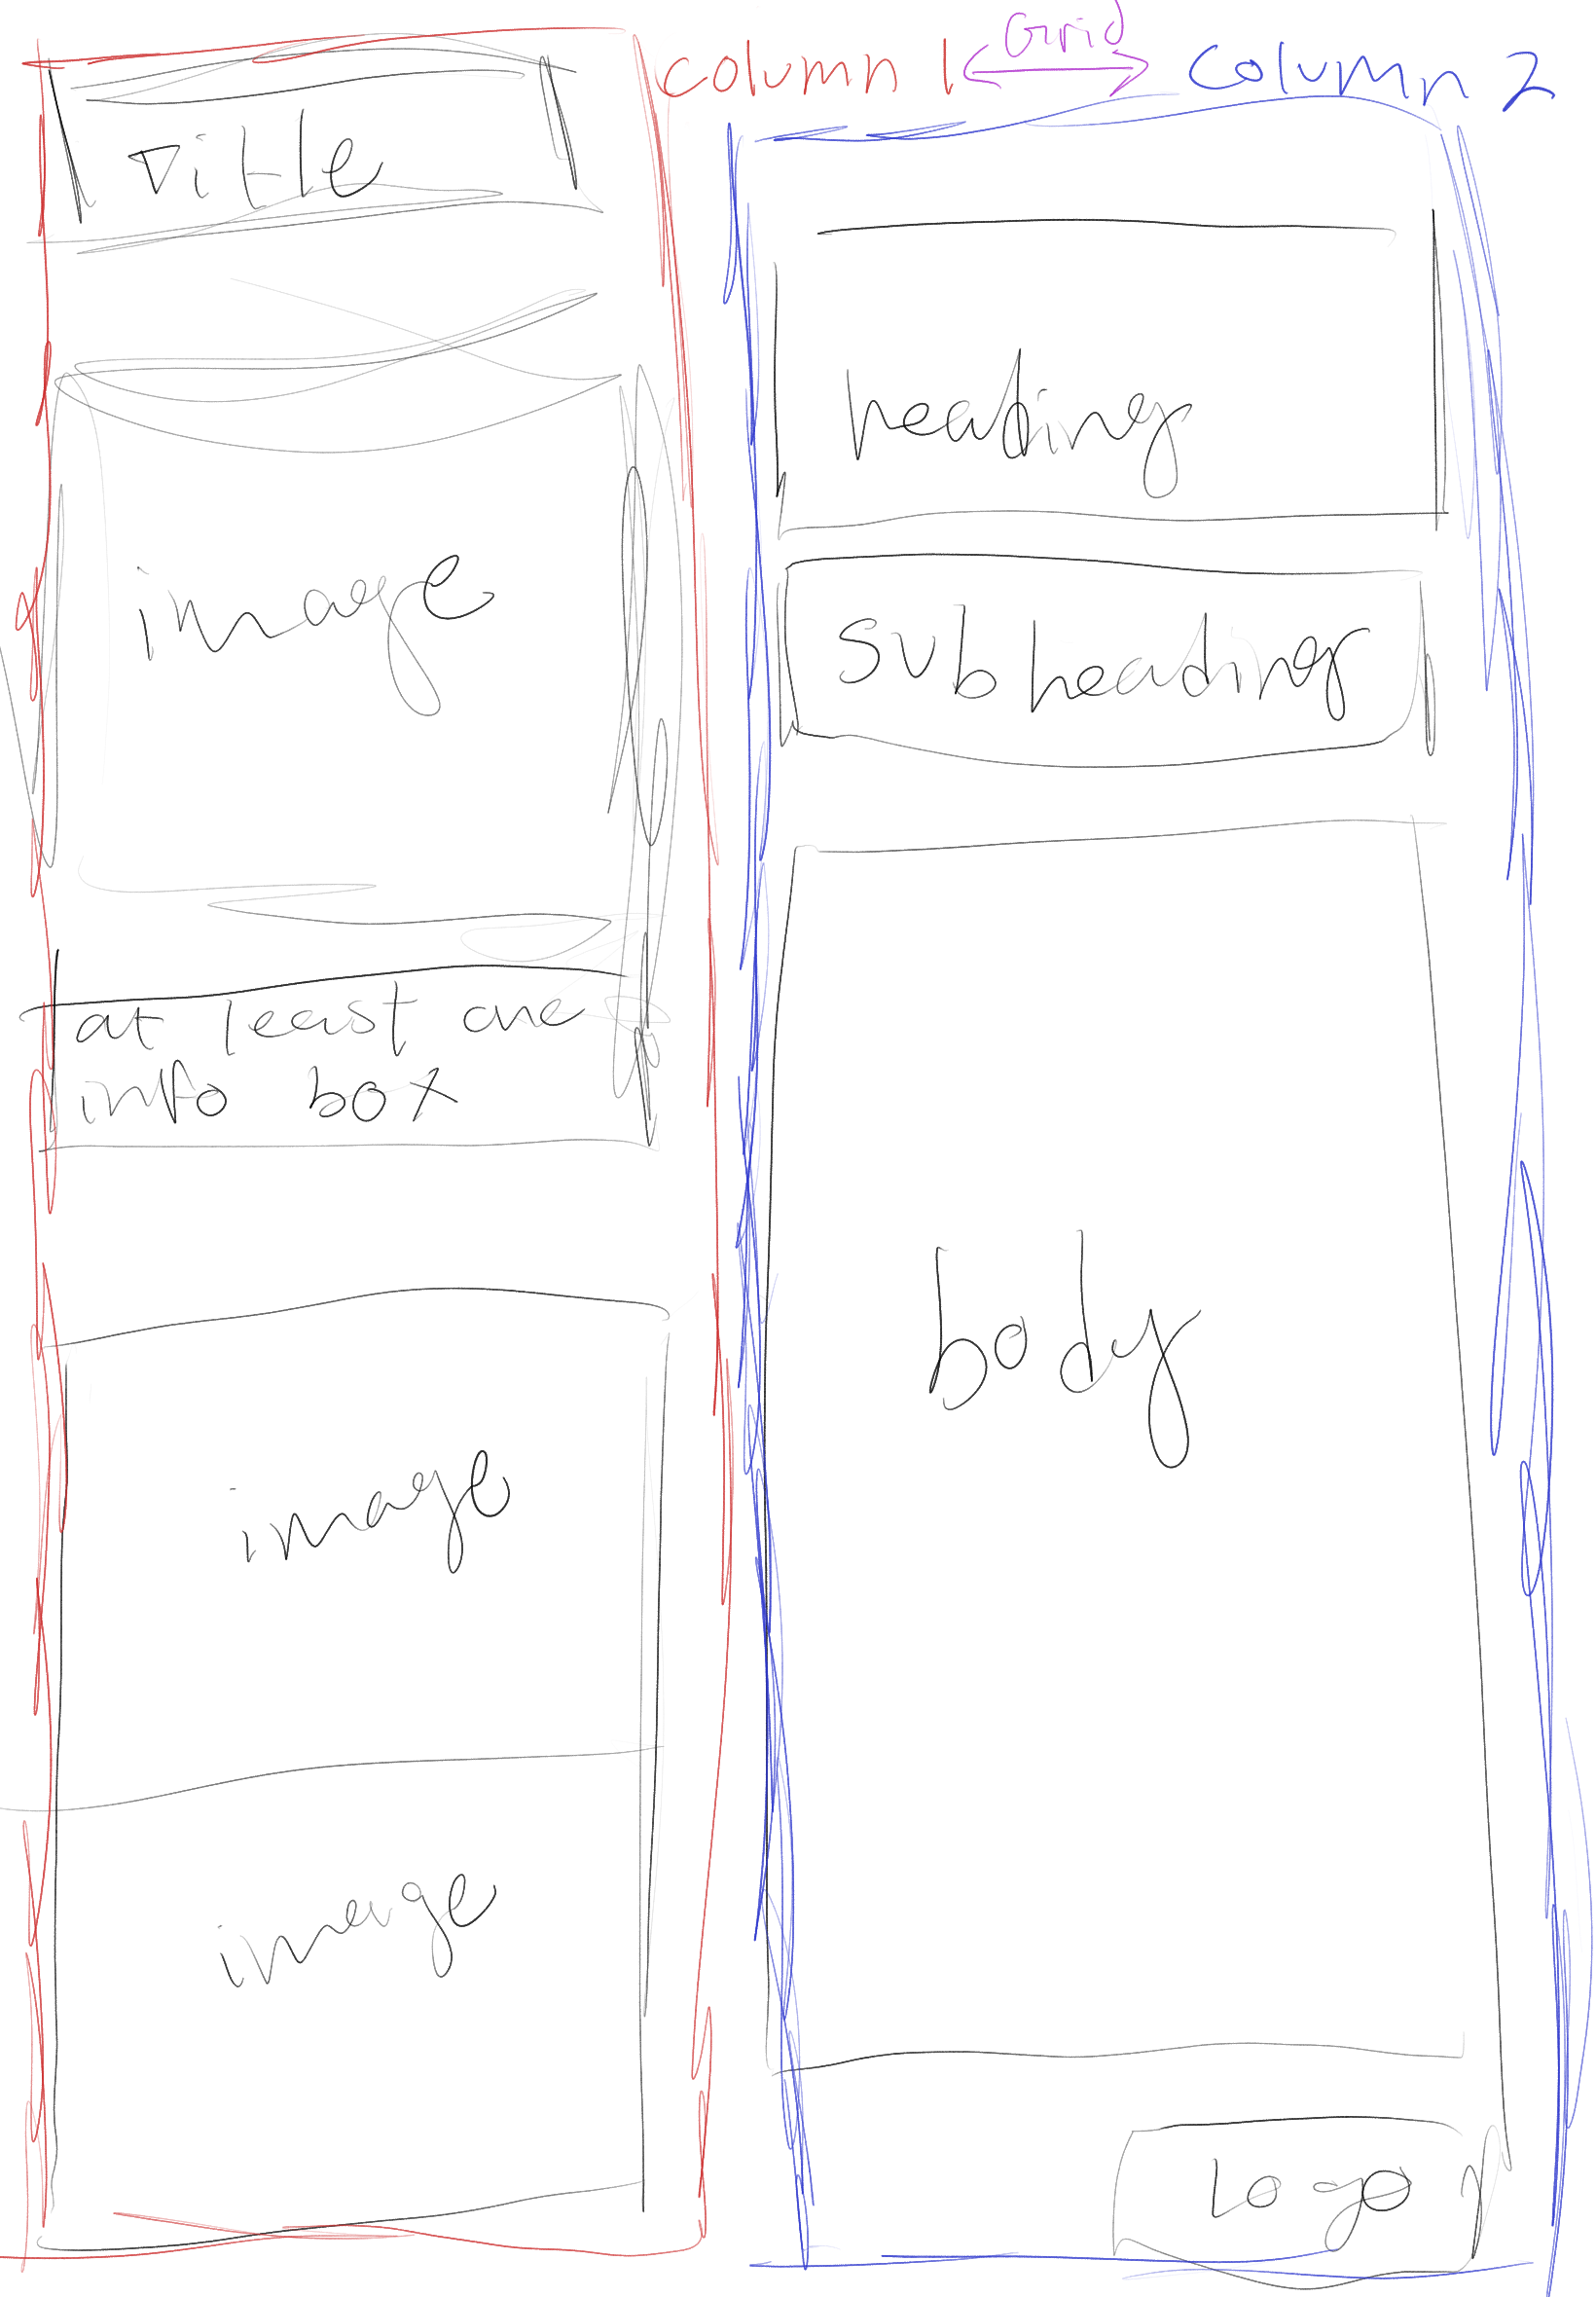 column 1
Grid
column 2
Title
image
at least one
info box
image
image
heading
subheading
body
Logo